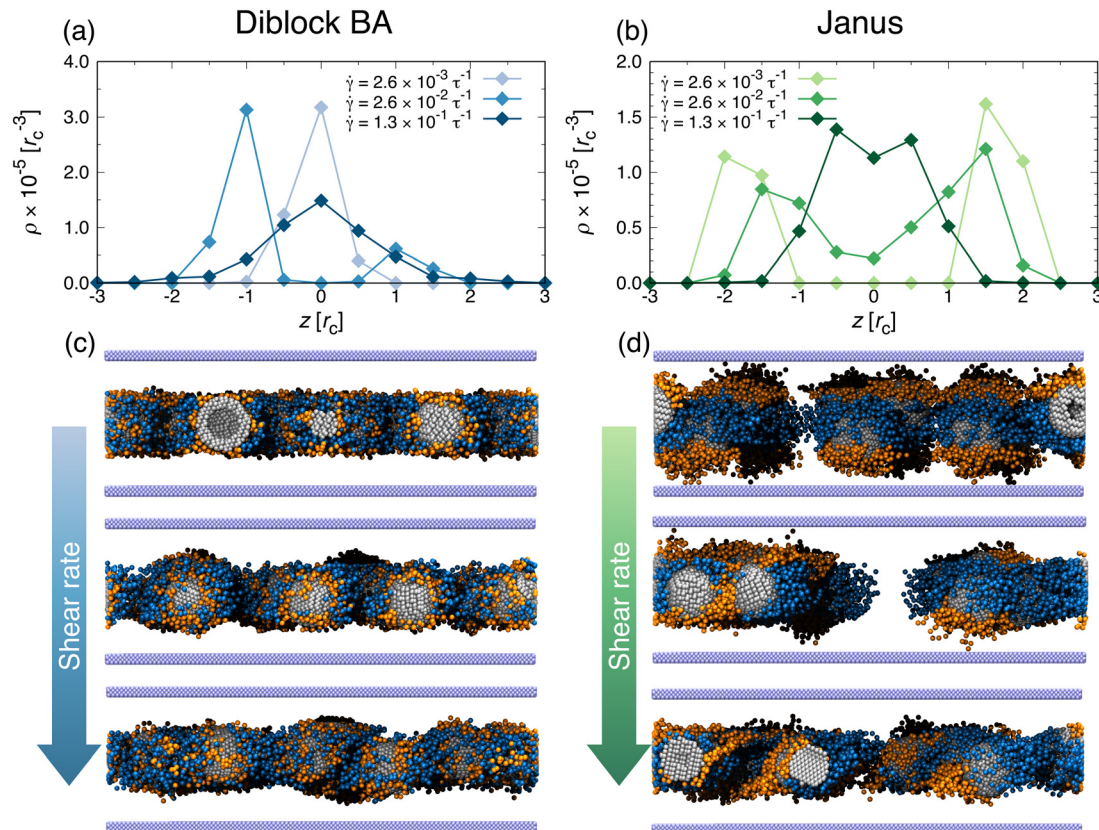 Diblock BA
Janus
(a)
(b)
4.0
3.0
2.0
1.0
0.0
ρ × 10⁻⁵ [r_c⁻³]
γ̇ = 2.6 × 10⁻³ τ⁻¹
γ̇ = 2.6 × 10⁻² τ⁻¹
γ̇ = 1.3 × 10⁻¹ τ⁻¹
-3 -2 -1 0 1 2 3
z [r_c]
2.0
1.5
1.0
0.5
0.0
ρ × 10⁻⁵ [r_c⁻³]
γ̇ = 2.6 × 10⁻³ τ⁻¹
γ̇ = 2.6 × 10⁻² τ⁻¹
γ̇ = 1.3 × 10⁻¹ τ⁻¹
-3 -2 -1 0 1 2 3
z [r_c]
(c)
(d)
Shear rate
Shear rate